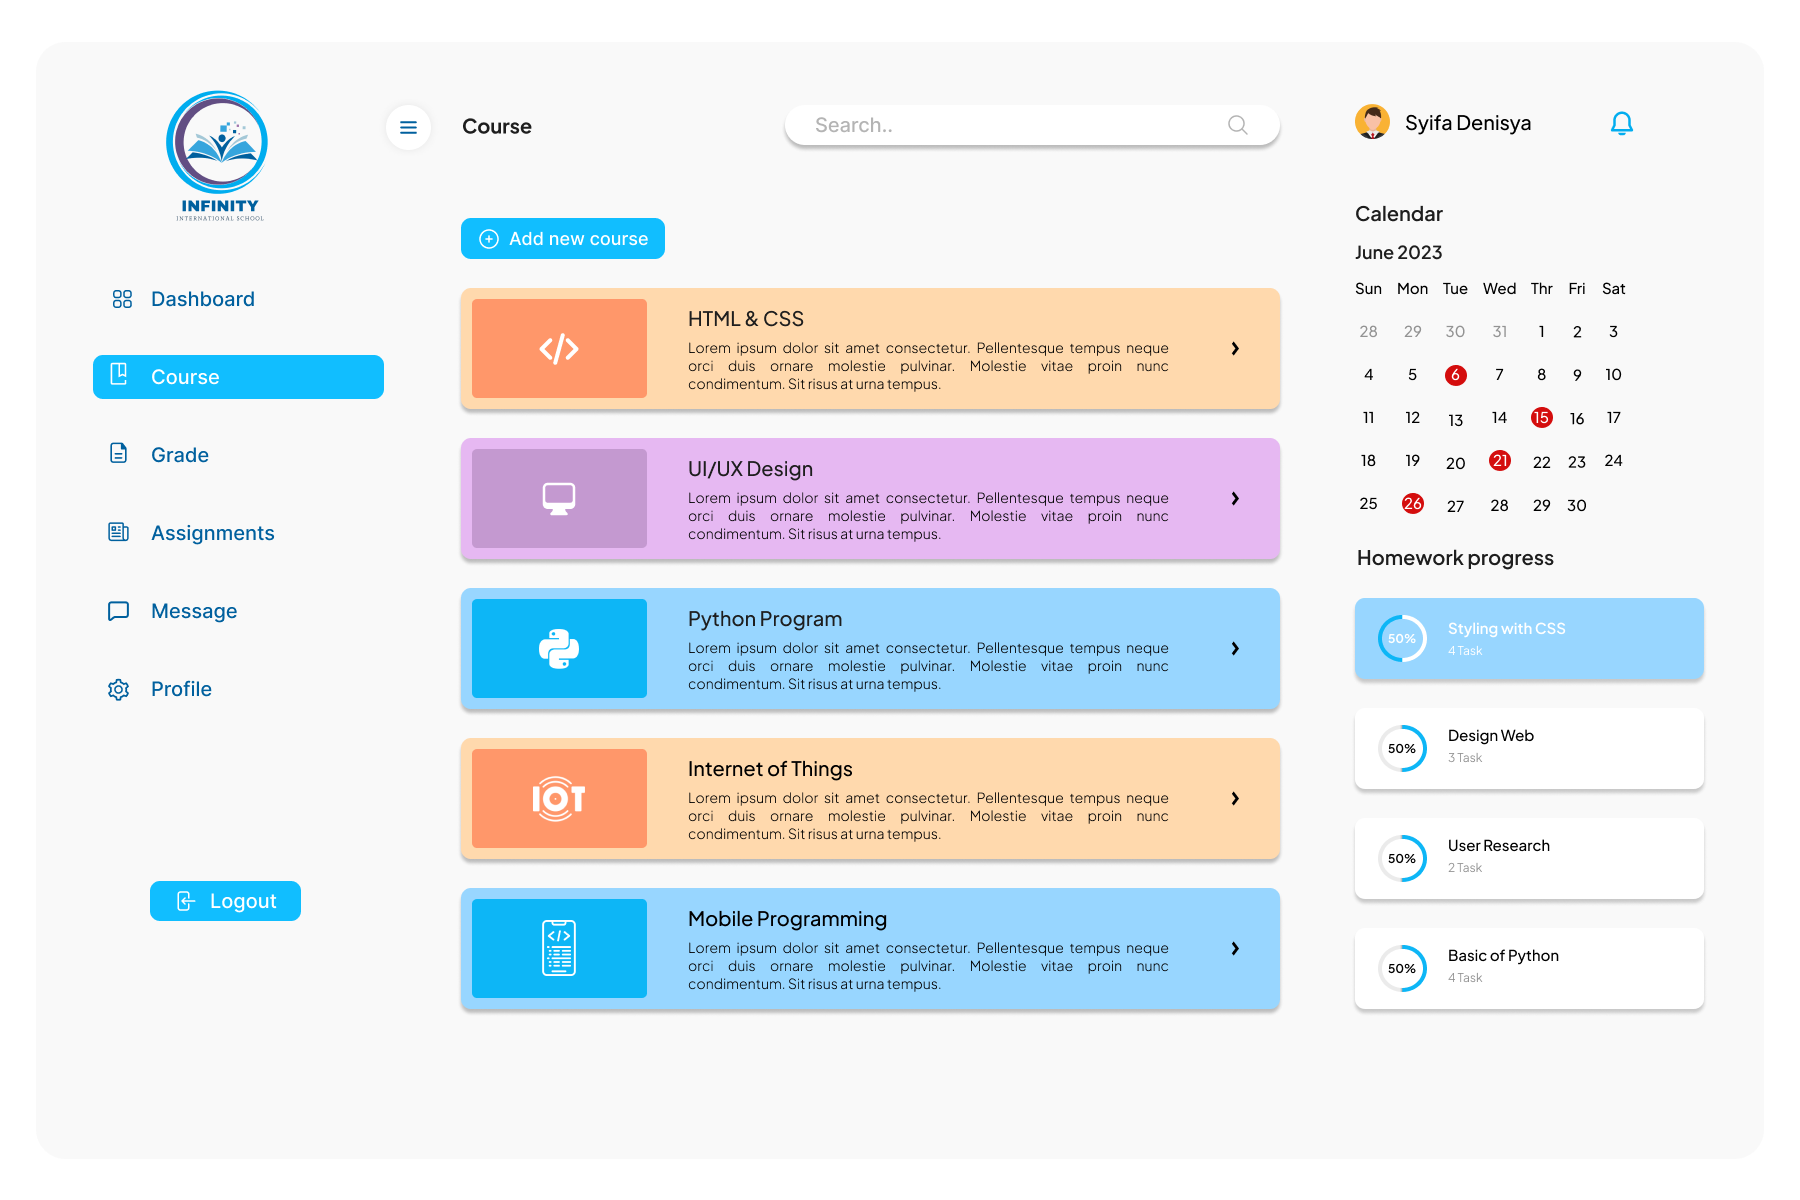 INFINITY
INTERNATIONAL SCHOOL
Dashboard
Course
Grade
Assignments
Message
Profile
Logout
Course
Search..
Add new course
HTML & CSS
Lorem ipsum dolor sit amet consectetur. Pellentesque tempus neque
orci duis ornare molestie pulvinar. Molestie vitae proin nunc
condimentum. Sit risus at urna tempus.
UI/UX Design
Lorem ipsum dolor sit amet consectetur. Pellentesque tempus neque
orci duis ornare molestie pulvinar. Molestie vitae proin nunc
condimentum. Sit risus at urna tempus.
Python Program
Lorem ipsum dolor sit amet consectetur. Pellentesque tempus neque
orci duis ornare molestie pulvinar. Molestie vitae proin nunc
condimentum. Sit risus at urna tempus.
IOT
Internet of Things
Lorem ipsum dolor sit amet consectetur. Pellentesque tempus neque
orci duis ornare molestie pulvinar. Molestie vitae proin nunc
condimentum. Sit risus at urna tempus.
Mobile Programming
Lorem ipsum dolor sit amet consectetur. Pellentesque tempus neque
orci duis ornare molestie pulvinar. Molestie vitae proin nunc
condimentum. Sit risus at urna tempus.
Syifa Denisya
Calendar
June 2023
Sun Mon Tue Wed Thr Fri Sat
28 29 30 31 1 2 3
4 5 6 7 8 9 10
11 12 13 14 15 16 17
18 19 20 21 22 23 24
25 26 27 28 29 30
Homework progress
50%
Styling with CSS
4 Task
50%
Design Web
3 Task
50%
User Research
2 Task
50%
Basic of Python
4 Task